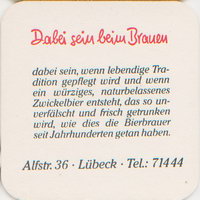 Dabei sein beim Brauen
dabei sein, wenn lebendige Tra-
dition gepflegt wird und wenn
ein würziges, naturbelassenes
Zwickelbier entsteht, das so un-
verfälscht und frisch getrunken
wird, wie dies die Bierbrauer
seit Jahrhunderten getan haben.
Alfstr. 36 · Lübeck · Tel.: 71444